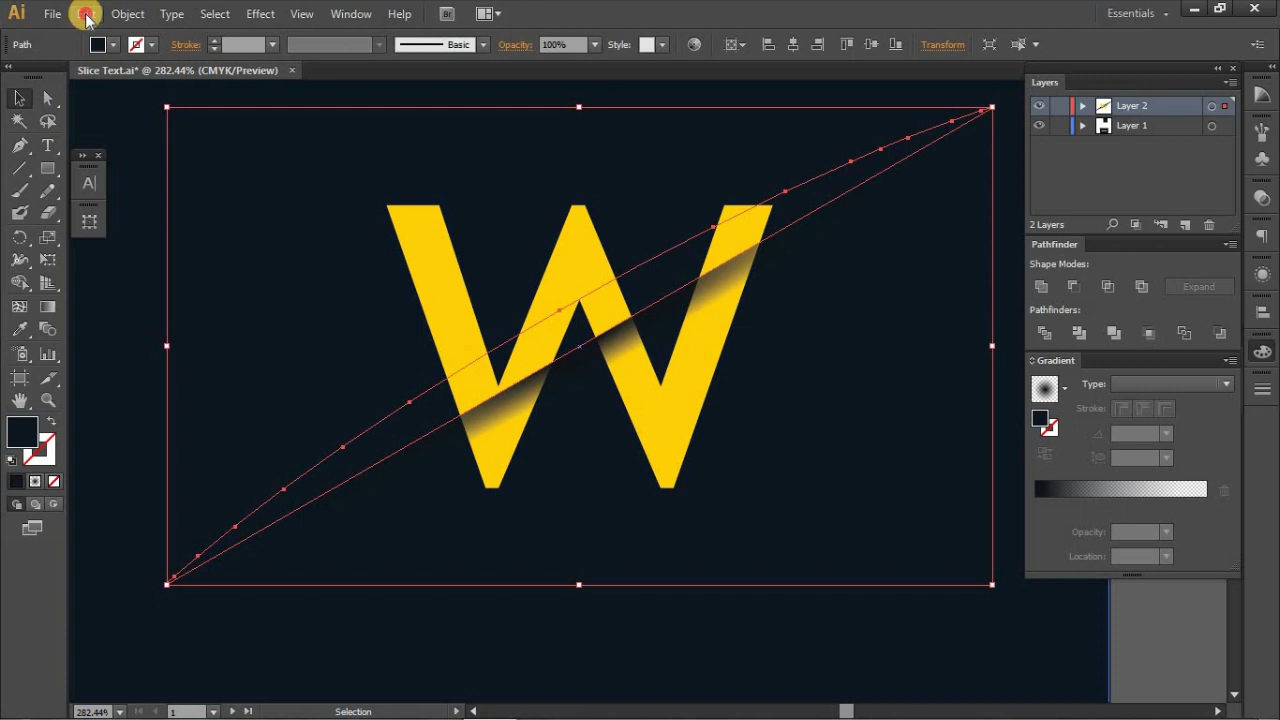 Ai File Object Type Select Effect View Window Help Br Essentials
Path Stroke: Basic Opacity: 100% Style: Transform
Slice Text.ai* @ 282.44% (CMYK/Preview)
Layers
Layer 2
Layer 1
2 Layers
Pathfinder
Shape Modes:
Expand
Pathfinders:
Gradient
Type:
Stroke:
Opacity:
Location:
W
282.44% 1 Selection